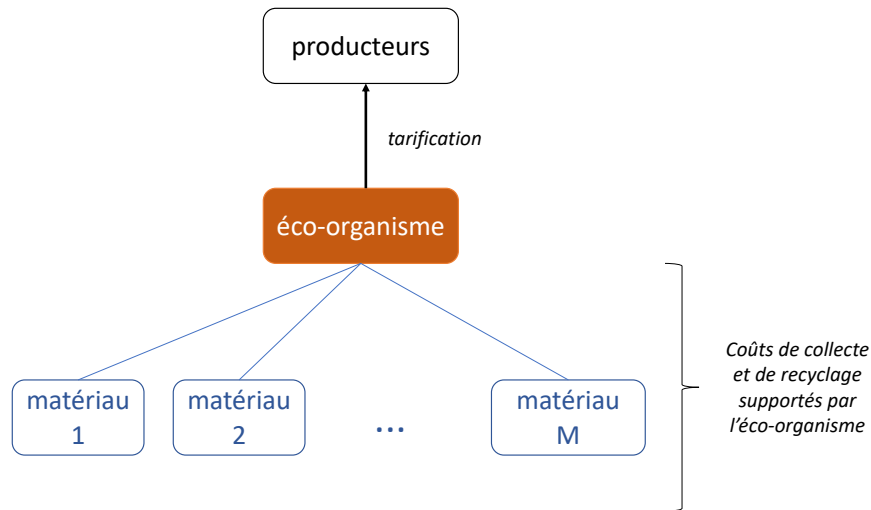 producteurs
tarification
éco-organisme
matériau
1
matériau
2
...
matériau
M
Coûts de collecte
et de recyclage
supportés par
l'éco-organisme